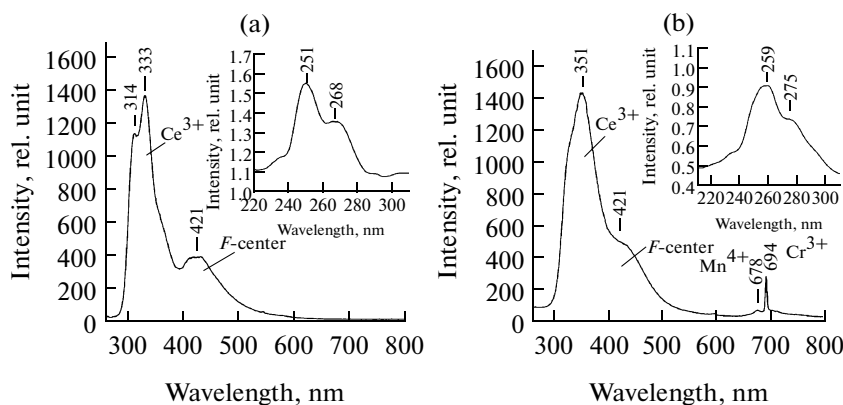 (a)
Intensity, rel. unit
1600
1400
1200
1000
800
600
400
200
0
314
333
Ce3+
421
F-center
300 400 500 600 700 800
Wavelength, nm
Intensity, rel. unit
1.7
1.6
1.5
1.4
1.3
1.2
1.1
1.0
251
268
220 240 260 280 300
Wavelength, nm
(b)
Intensity, rel. unit
1600
1400
1200
1000
800
600
400
200
0
351
Ce3+
421
F-center
Mn4+
678
694
Cr3+
300 400 500 600 700 800
Wavelength, nm
Intensity, rel. unit
1.1
1.0
0.9
0.8
0.7
0.6
0.5
0.4
259
275
220 240 260 280 300
Wavelength, nm